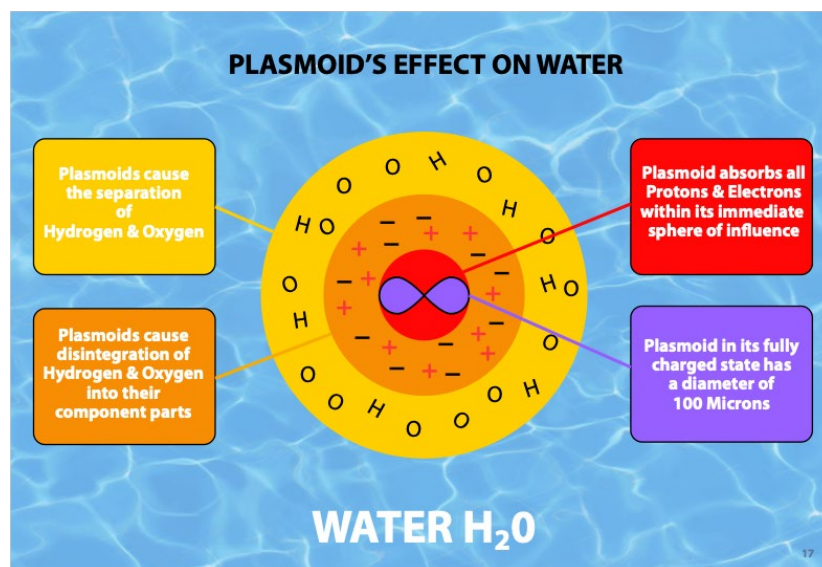 PLASMOID'S EFFECT ON WATER
Plasmoids cause
the separation
of
Hydrogen & Oxygen
Plasmoid absorbs all
Protons & Electrons
within its immediate
sphere of influence
Plasmoids cause
disintegration of
Hydrogen & Oxygen
into their
component parts
Plasmoid in its fully
charged state has
a diameter of
100 Microns
O
O
H
O
H
O
H
O
O
O
H
O
H
O
O
O
H
O
O
O
H
WATER H₂0
17